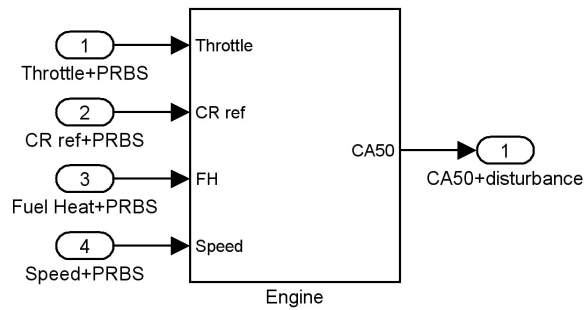 1
Throttle+PRBS
Throttle
2
CR ref+PRBS
CR ref
3
Fuel Heat+PRBS
FH
4
Speed+PRBS
Speed
CA50
1
CA50+disturbance
Engine